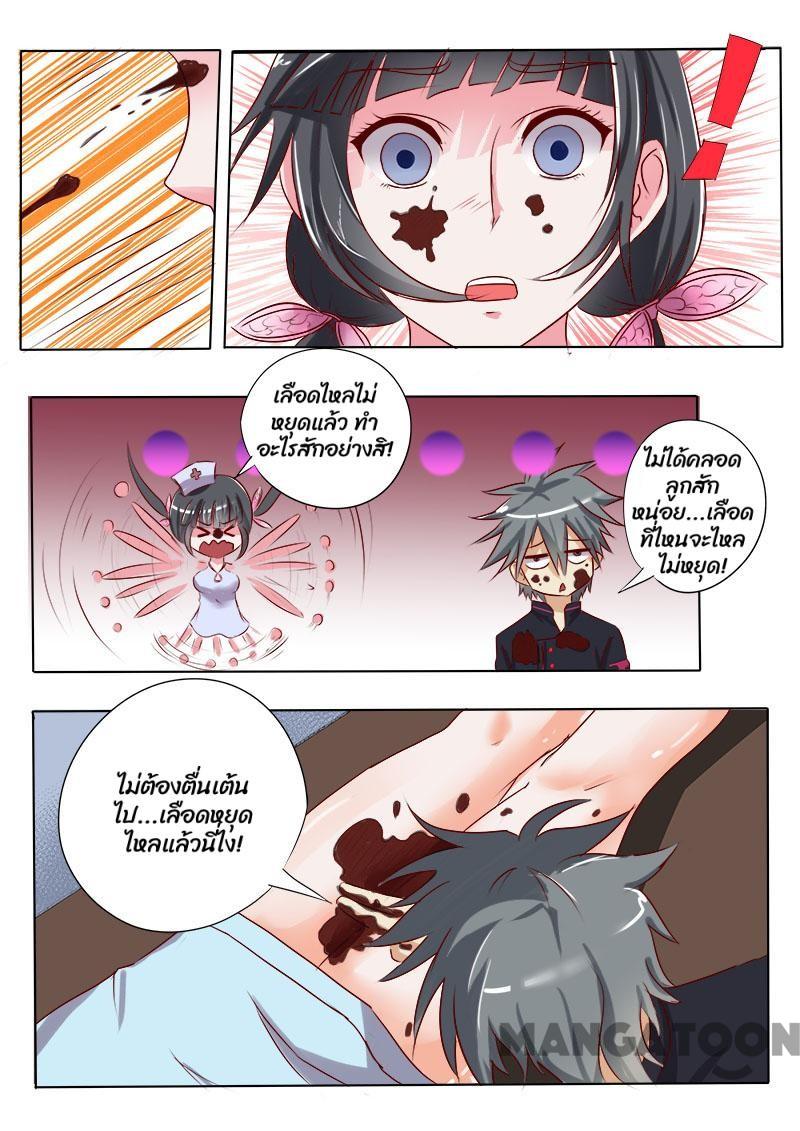 เลือดไหลไม่
หยุดแล้ว ทำ
อะไรสักอย่างสิ!
ไม่ได้คลอด
ลูกสัก
หน่อย...เลือด
ที่ไหนจะไหล
ไม่หยุด!
ไม่ต้องตื่นเต้น
ไป...เลือดหยุด
ไหลแล้วนี่ไง!
MANGATOON